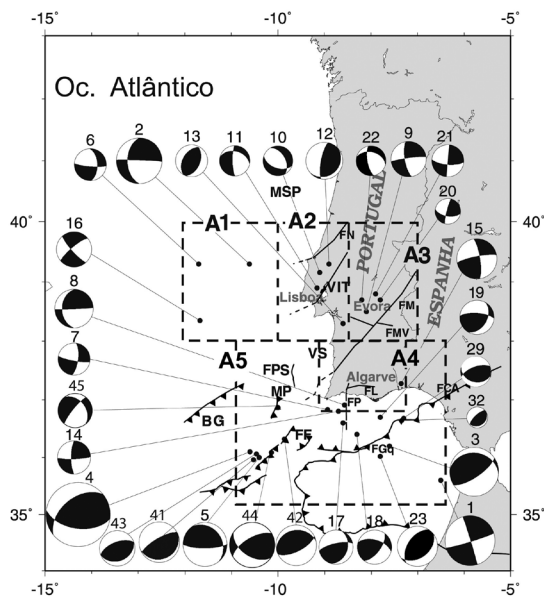 -15° -10° -5°
Oc. Atlântico
6 2 13 11 10 12 22 9 21
MSP
20
40° 40°
16 A1 A2 FN PORTUGAL A3 ESPANHA 15
8 Lisboa VIT Évora FM 19
FMV
7 A5 VS A4 29
FPS Algarve
45 MP FL FCA 32
FP
BG
14 FF FGq 3
4
35° 35°
43 41 5 44 42 17 18 23 1
-15° -10° -5°